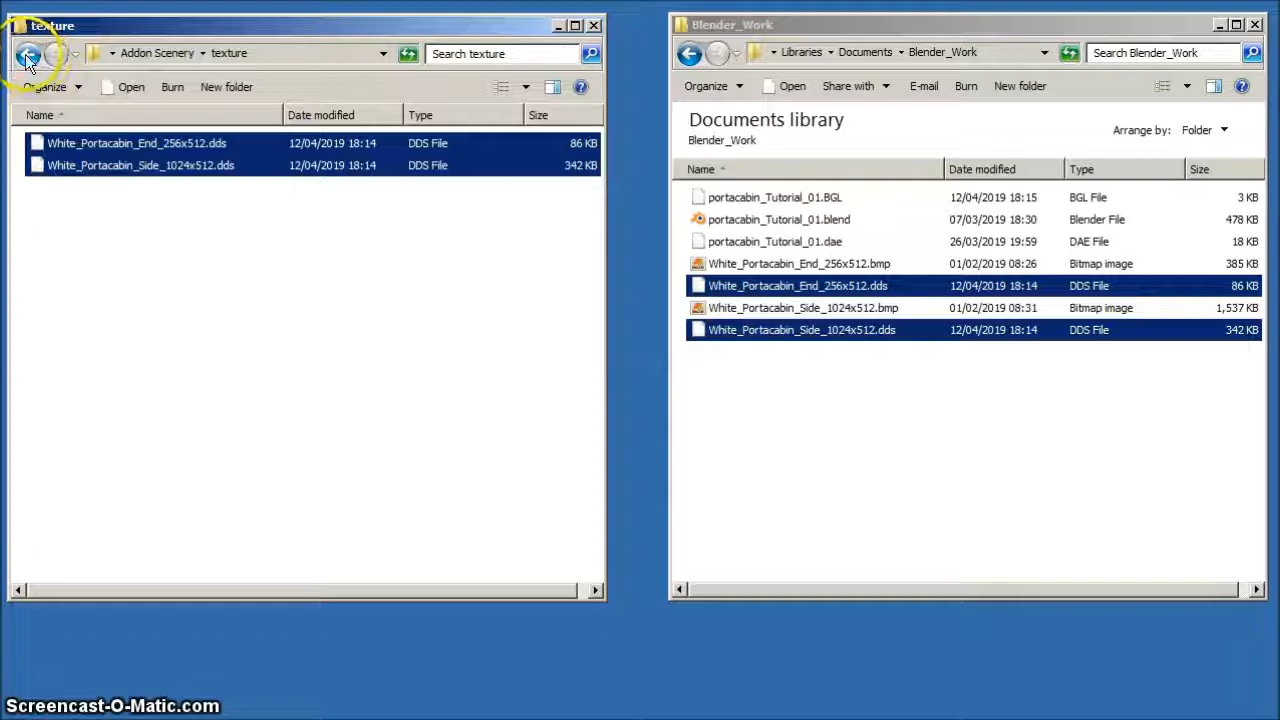 texture
Addon Scenery texture Search texture
Organize Open Burn New folder
Name Date modified Type Size
White_Portacabin_End_256x512.dds 12/04/2019 18:14 DDS File 86 KB
White_Portacabin_Side_1024x512.dds 12/04/2019 18:14 DDS File 342 KB
Blender_Work
Libraries Documents Blender_Work Search Blender_Work
Organize Open Share with E-mail Burn New folder
Documents library
Blender_Work
Arrange by: Folder
Name Date modified Type Size
portacabin_Tutorial_01.BGL 12/04/2019 18:15 BGL File 3 KB
portacabin_Tutorial_01.blend 07/03/2019 18:30 Blender File 478 KB
portacabin_Tutorial_01.dae 26/03/2019 19:59 DAE File 18 KB
White_Portacabin_End_256x512.bmp 01/02/2019 08:26 Bitmap image 385 KB
White_Portacabin_End_256x512.dds 12/04/2019 18:14 DDS File 86 KB
White_Portacabin_Side_1024x512.bmp 01/02/2019 08:31 Bitmap image 1,537 KB
White_Portacabin_Side_1024x512.dds 12/04/2019 18:14 DDS File 342 KB
Screencast-O-Matic.com